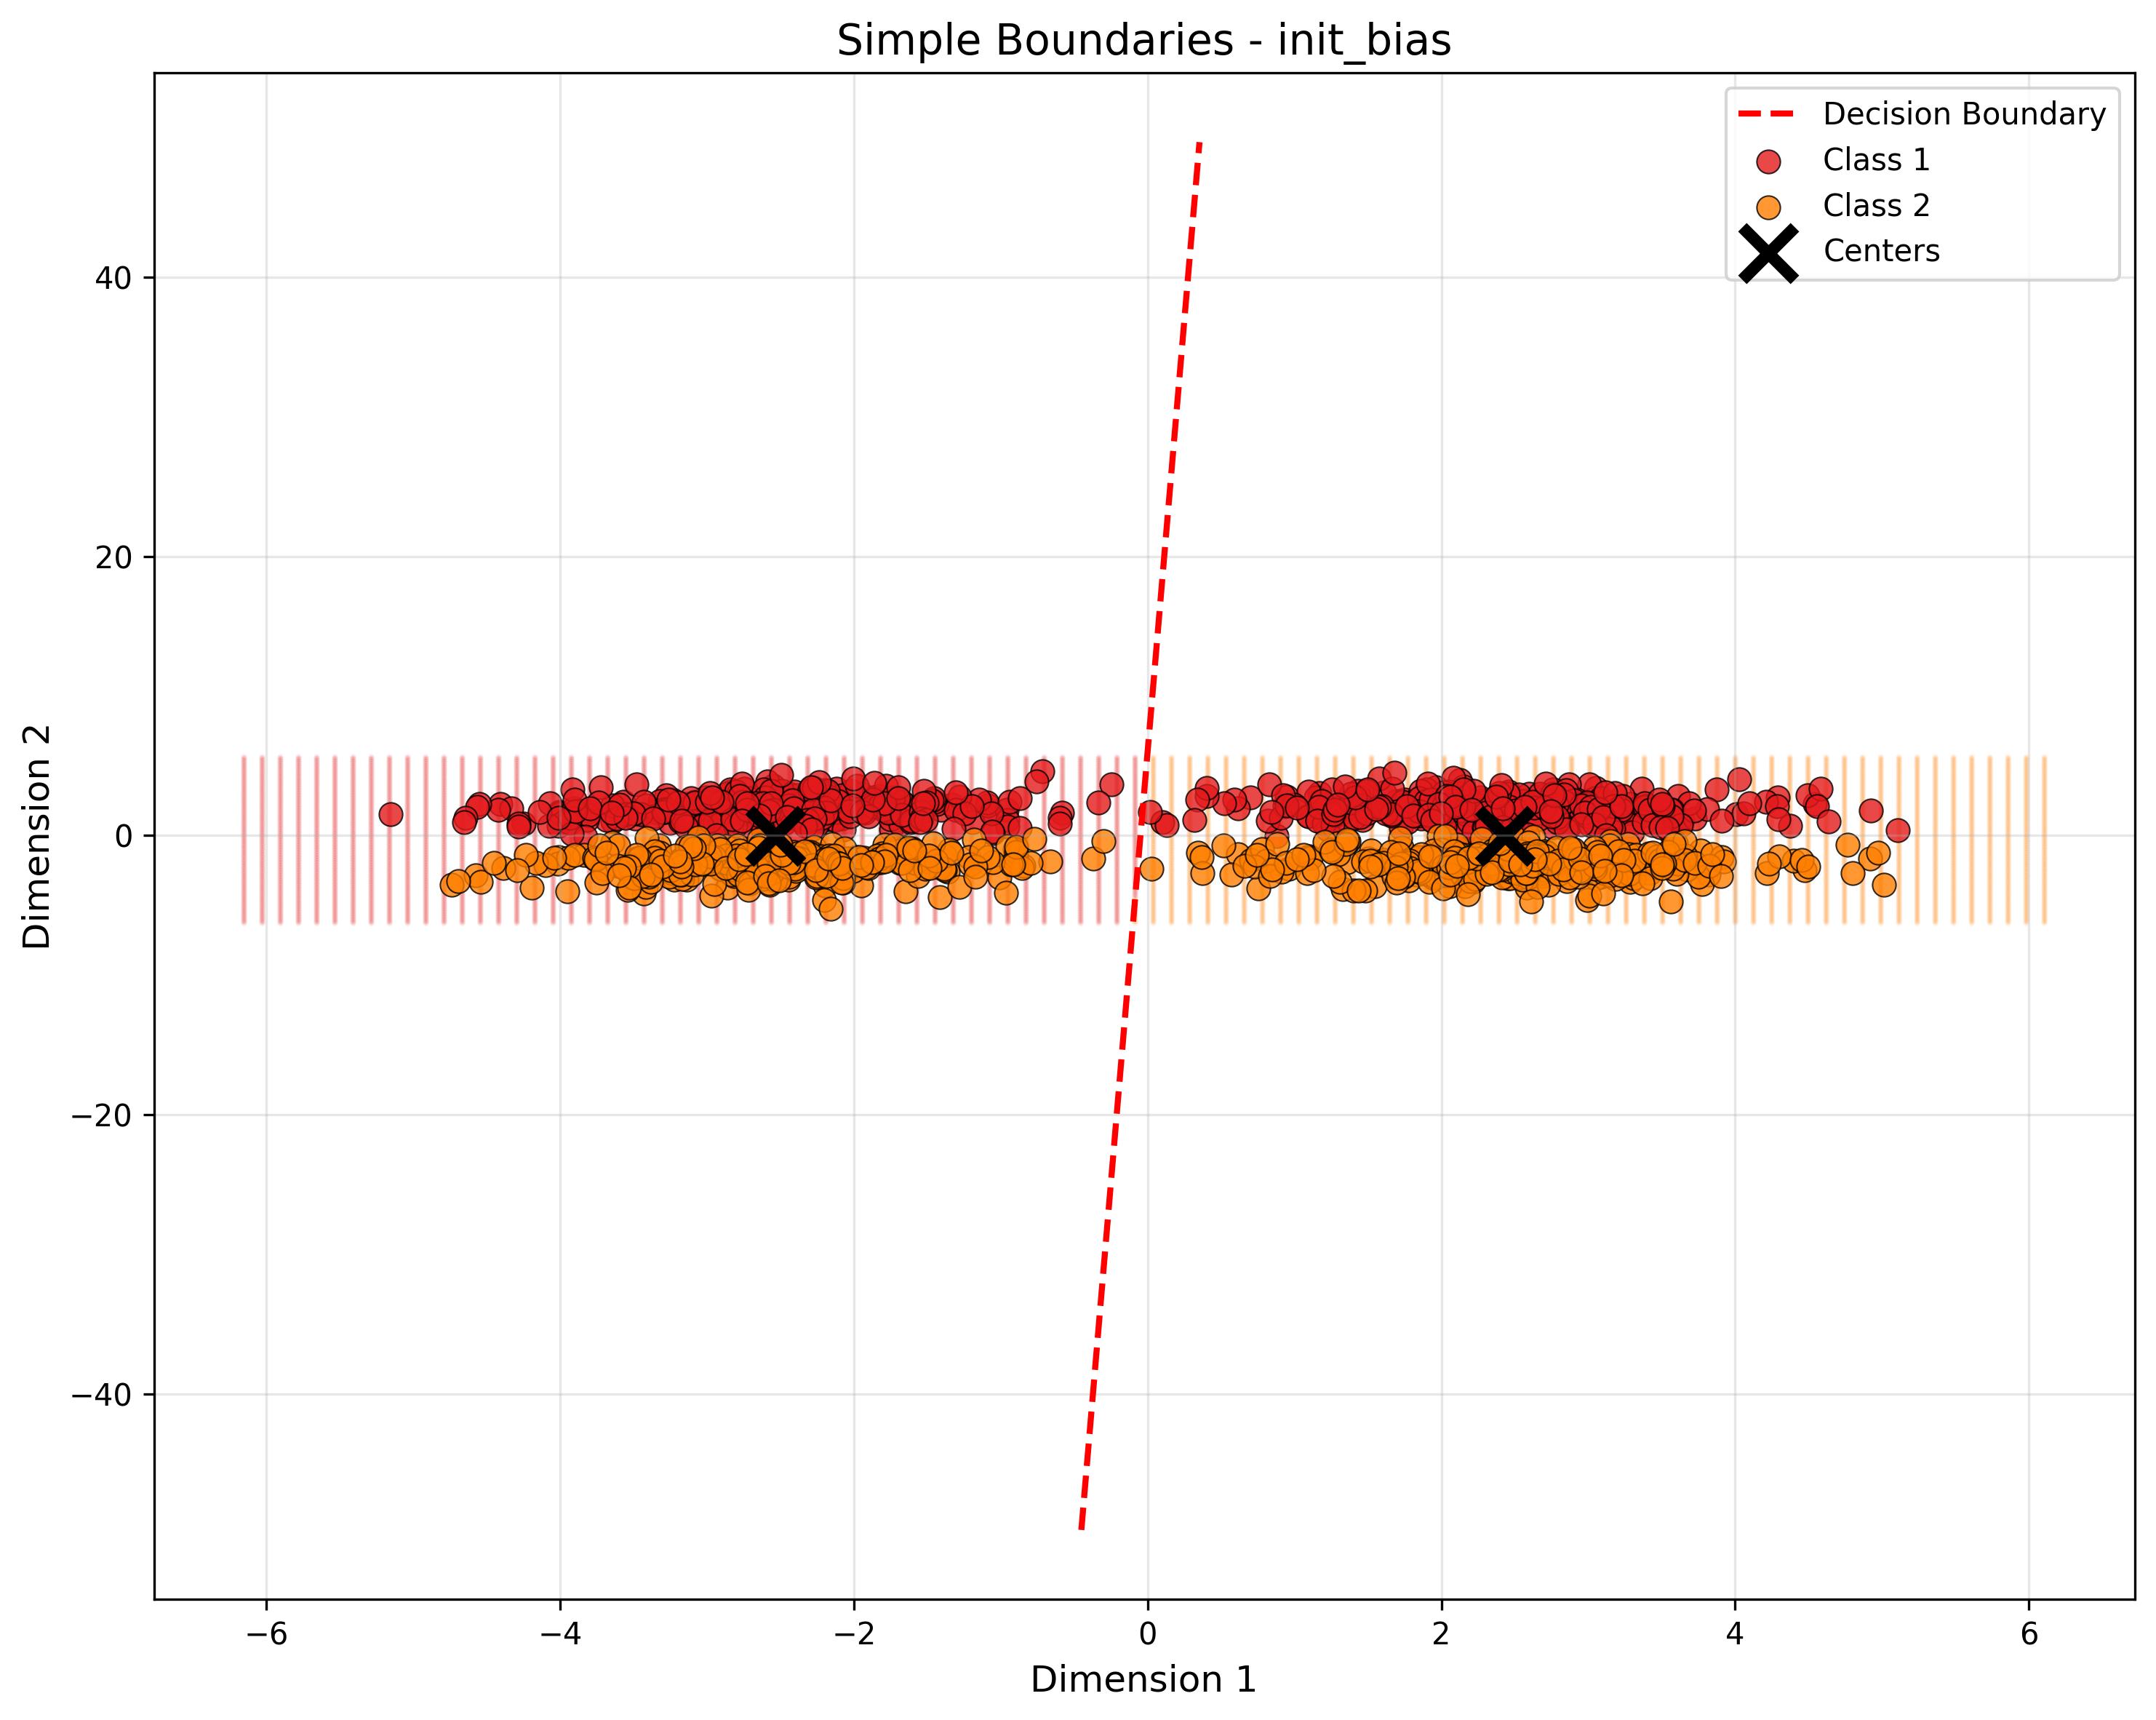 Simple Boundaries - init_bias
Decision Boundary
Class 1
Class 2
Centers
40
20
0
−20
−40
Dimension 2
−6
−4
−2
0
2
4
6
Dimension 1